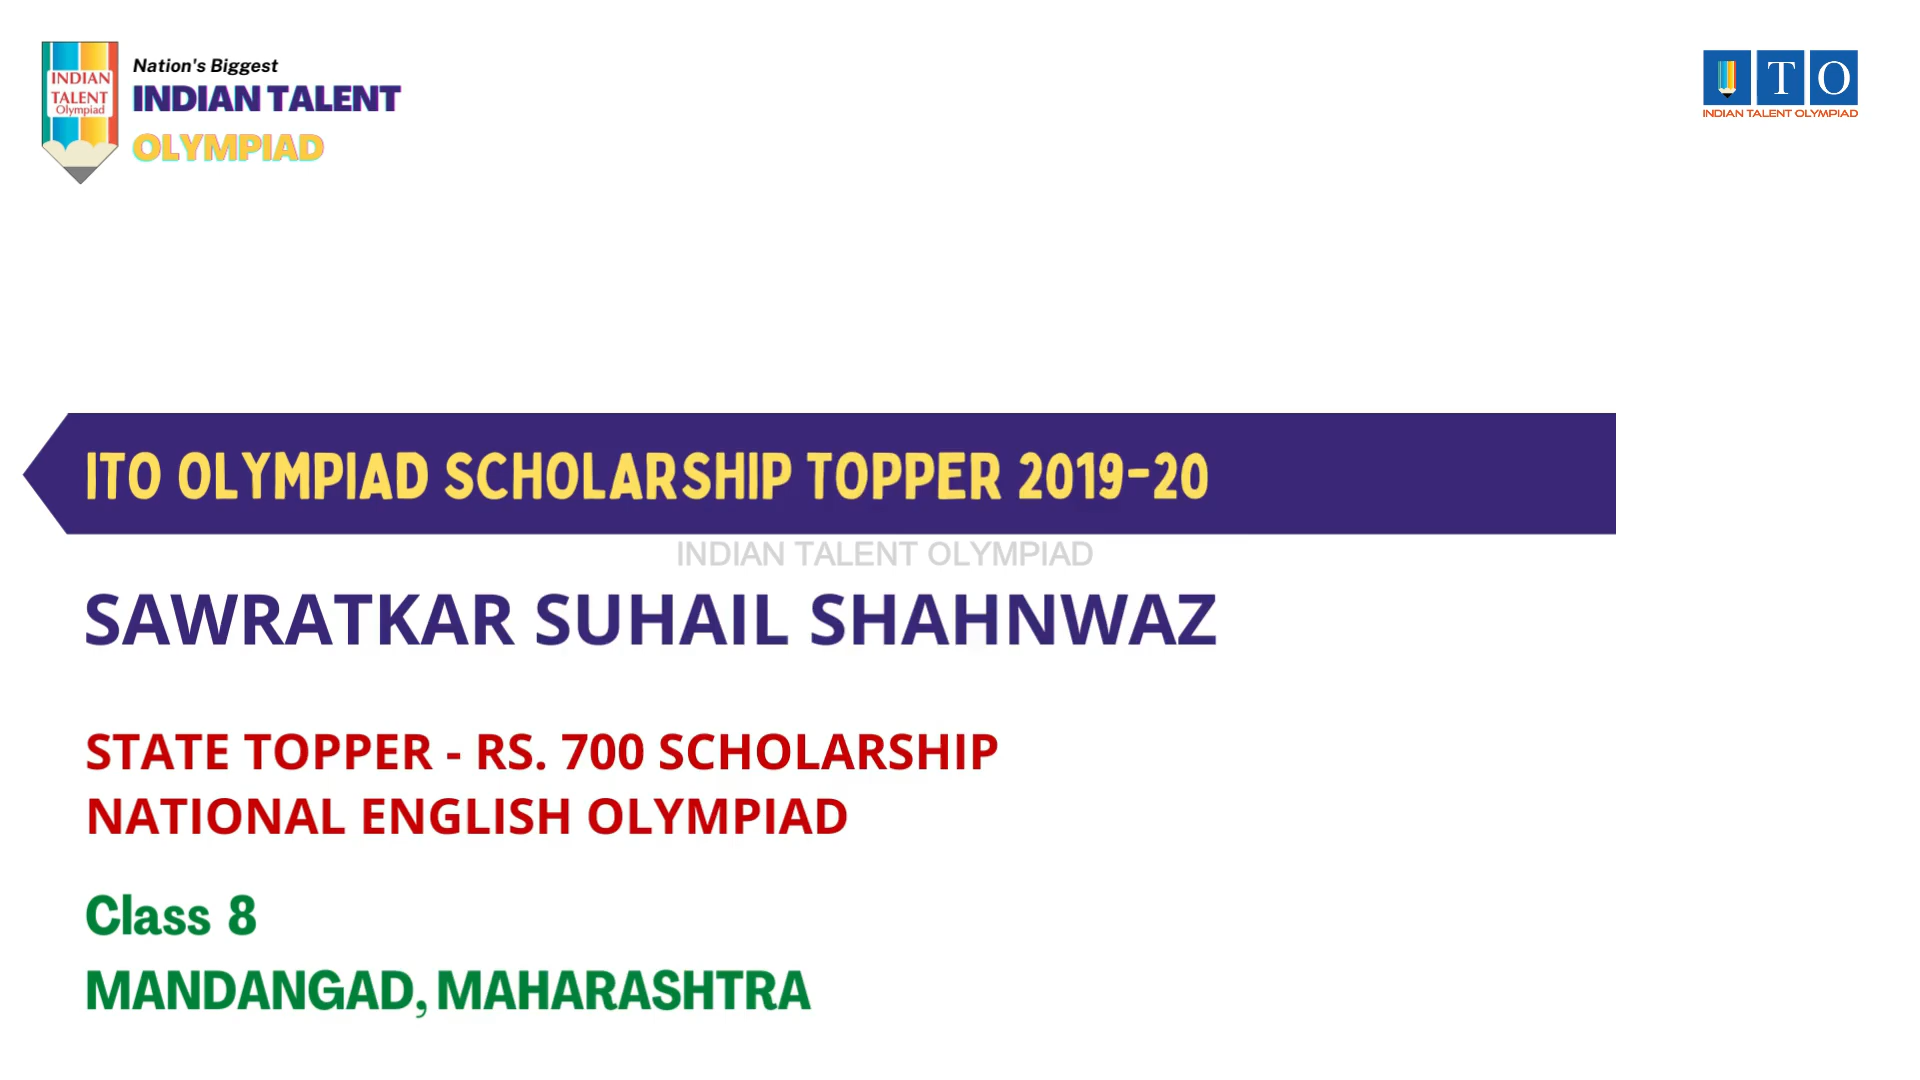 Nation's Biggest
INDIAN TALENT
OLYMPIAD
INDIAN
TALENT
Olympiad
T O
INDIAN TALENT OLYMPIAD
ITO OLYMPIAD SCHOLARSHIP TOPPER 2019-20
INDIAN TALENT OLYMPIAD
SAWRATKAR SUHAIL SHAHNWAZ
STATE TOPPER - RS. 700 SCHOLARSHIP
NATIONAL ENGLISH OLYMPIAD
Class 8
MANDANGAD, MAHARASHTRA